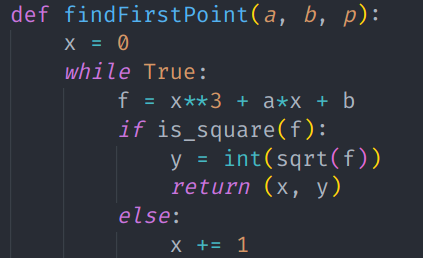 def findFirstPoint(a, b, p):
    x = 0
    while True:
        f = x**3 + a*x + b
        if is_square(f):
            y = int(sqrt(f))
            return (x, y)
        else:
            x += 1